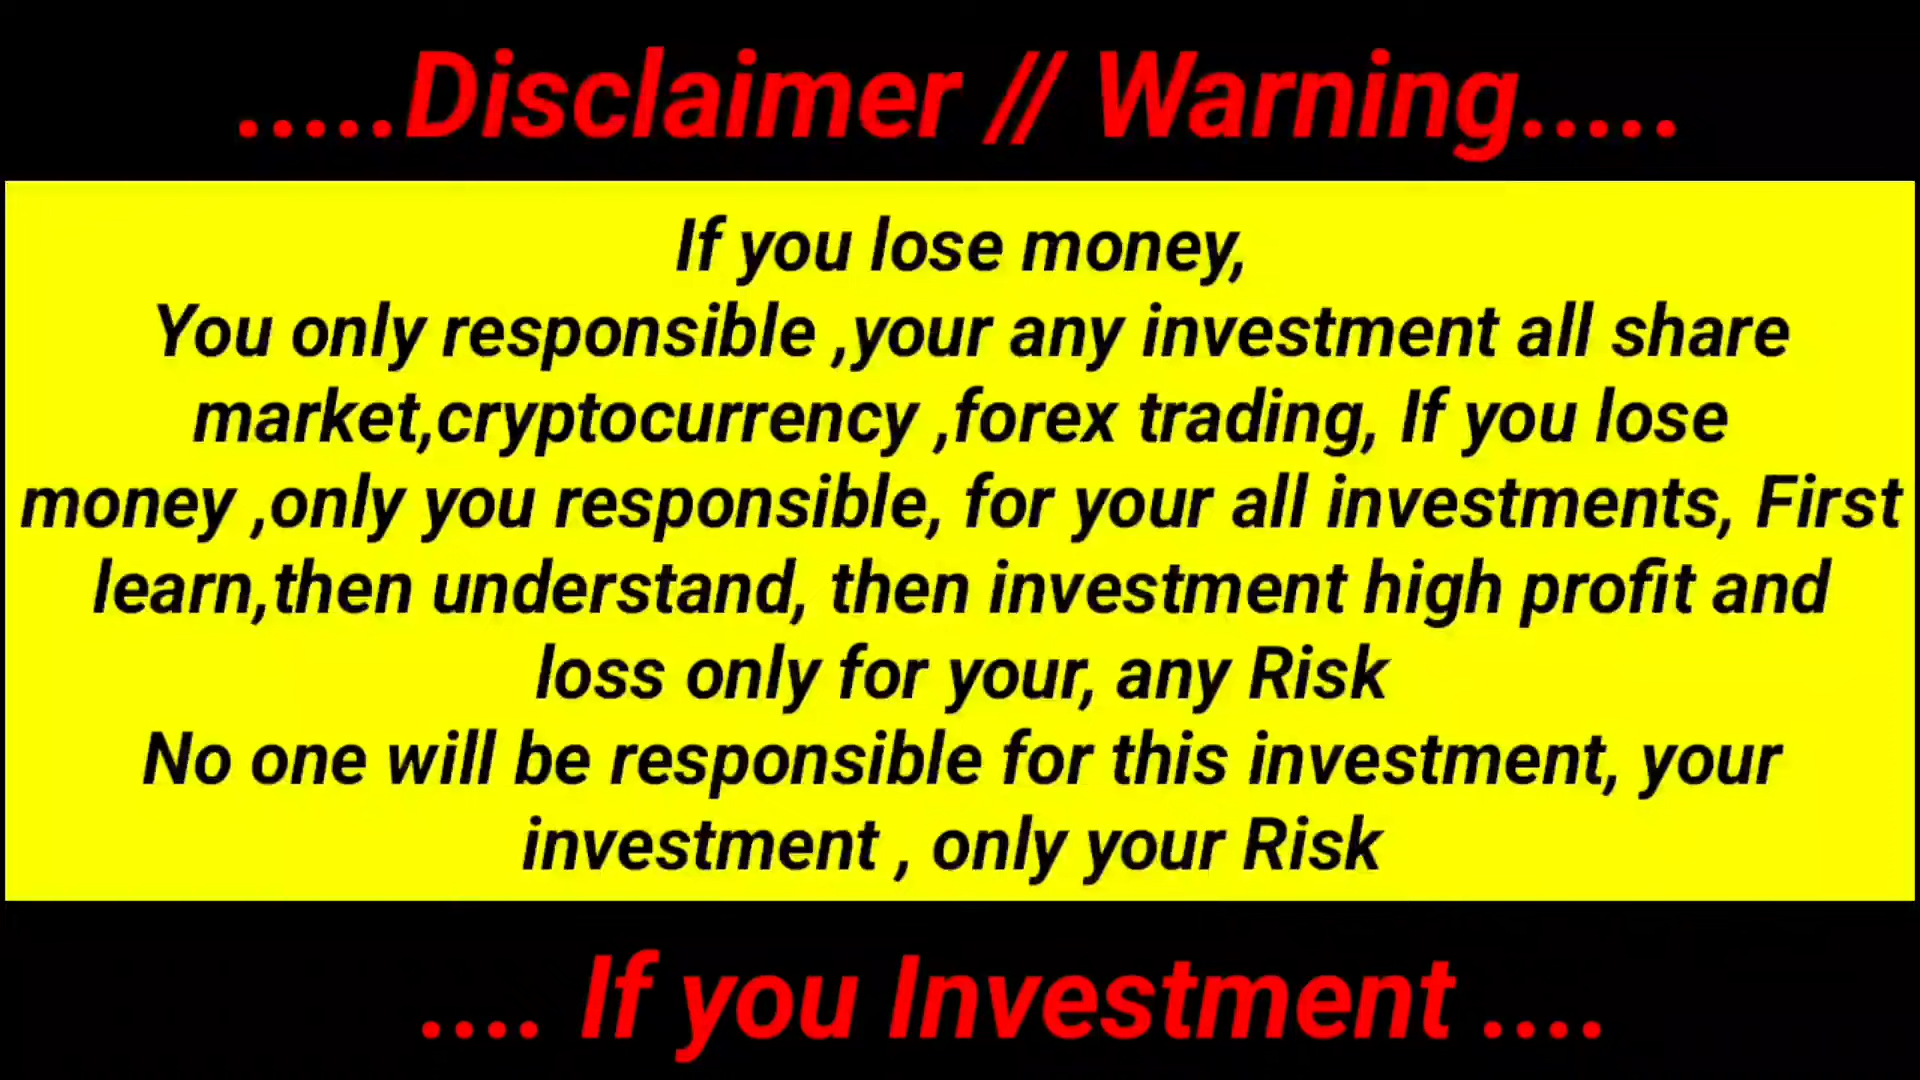 .....Disclaimer // Warning.....
If you lose money,
You only responsible ,your any investment all share
market,cryptocurrency ,forex trading, If you lose
money ,only you responsible, for your all investments, First
learn,then understand, then investment high profit and
loss only for your, any Risk
No one will be responsible for this investment, your
investment , only your Risk
.... If you Investment ....